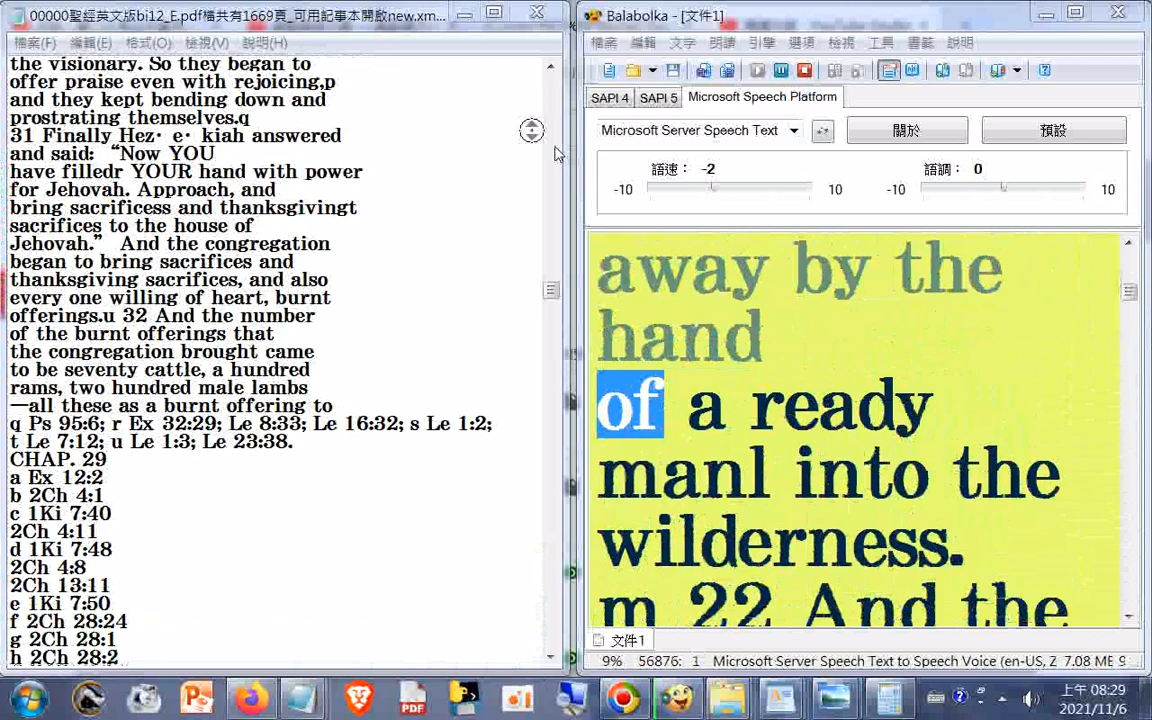 00000聖經英文版bi12_E.pdf檔共有1669頁_可用記事本開啟new.xm...
檔案(F) 編輯(E) 格式(O) 檢視(V) 說明(H)
the visionary. So they began to
offer praise even with rejoicing,p
and they kept bending down and
prostrating themselves.q
31 Finally Hez· e· kiah answered
and said: “Now YOU
have filledr YOUR hand with power
for Jehovah. Approach, and
bring sacrificess and thanksgivingt
sacrifices to the house of
Jehovah.” And the congregation
began to bring sacrifices and
thanksgiving sacrifices, and also
every one willing of heart, burnt
offerings.u 32 And the number
of the burnt offerings that
the congregation brought came
to be seventy cattle, a hundred
rams, two hundred male lambs
—all these as a burnt offering to
q Ps 95:6; r Ex 32:29; Le 8:33; Le 16:32; s Le 1:2;
t Le 7:12; u Le 1:3; Le 23:38.
CHAP. 29
a Ex 12:2
b 2Ch 4:1
c 1Ki 7:40
2Ch 4:11
d 1Ki 7:48
2Ch 4:8
2Ch 13:11
e 1Ki 7:50
f 2Ch 28:24
g 2Ch 28:1
h 2Ch 28:2
Balabolka - [文件1]
檔案 編輯 文字 朗讀 引擎 選項 檢視 工具 書籤 說明
SAPI 4 SAPI 5 Microsoft Speech Platform
Microsoft Server Speech Text 關於 預設
語速： -2 語調： 0
-10 10 -10 10
away by the
hand
of a ready
manl into the
wilderness.
m 22 And the
文件1
9% 56876: 1 Microsoft Server Speech Text to Speech Voice (en-US, Z 7.08 MB 9
PDF
上午 08:29
2021/11/6